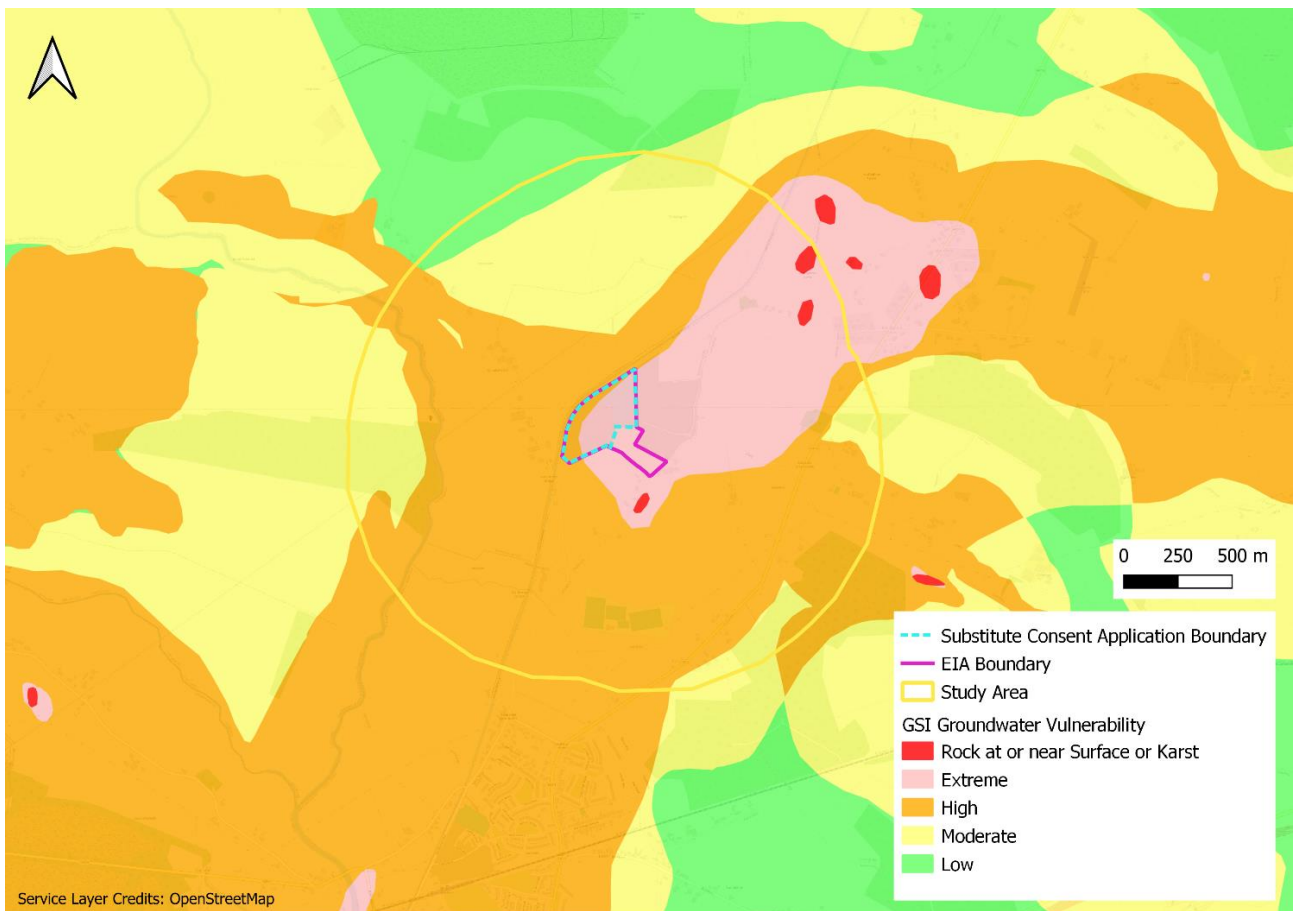 0 250 500 m
Substitute Consent Application Boundary
EIA Boundary
Study Area
GSI Groundwater Vulnerability
Rock at or near Surface or Karst
Extreme
High
Moderate
Low
Service Layer Credits: OpenStreetMap